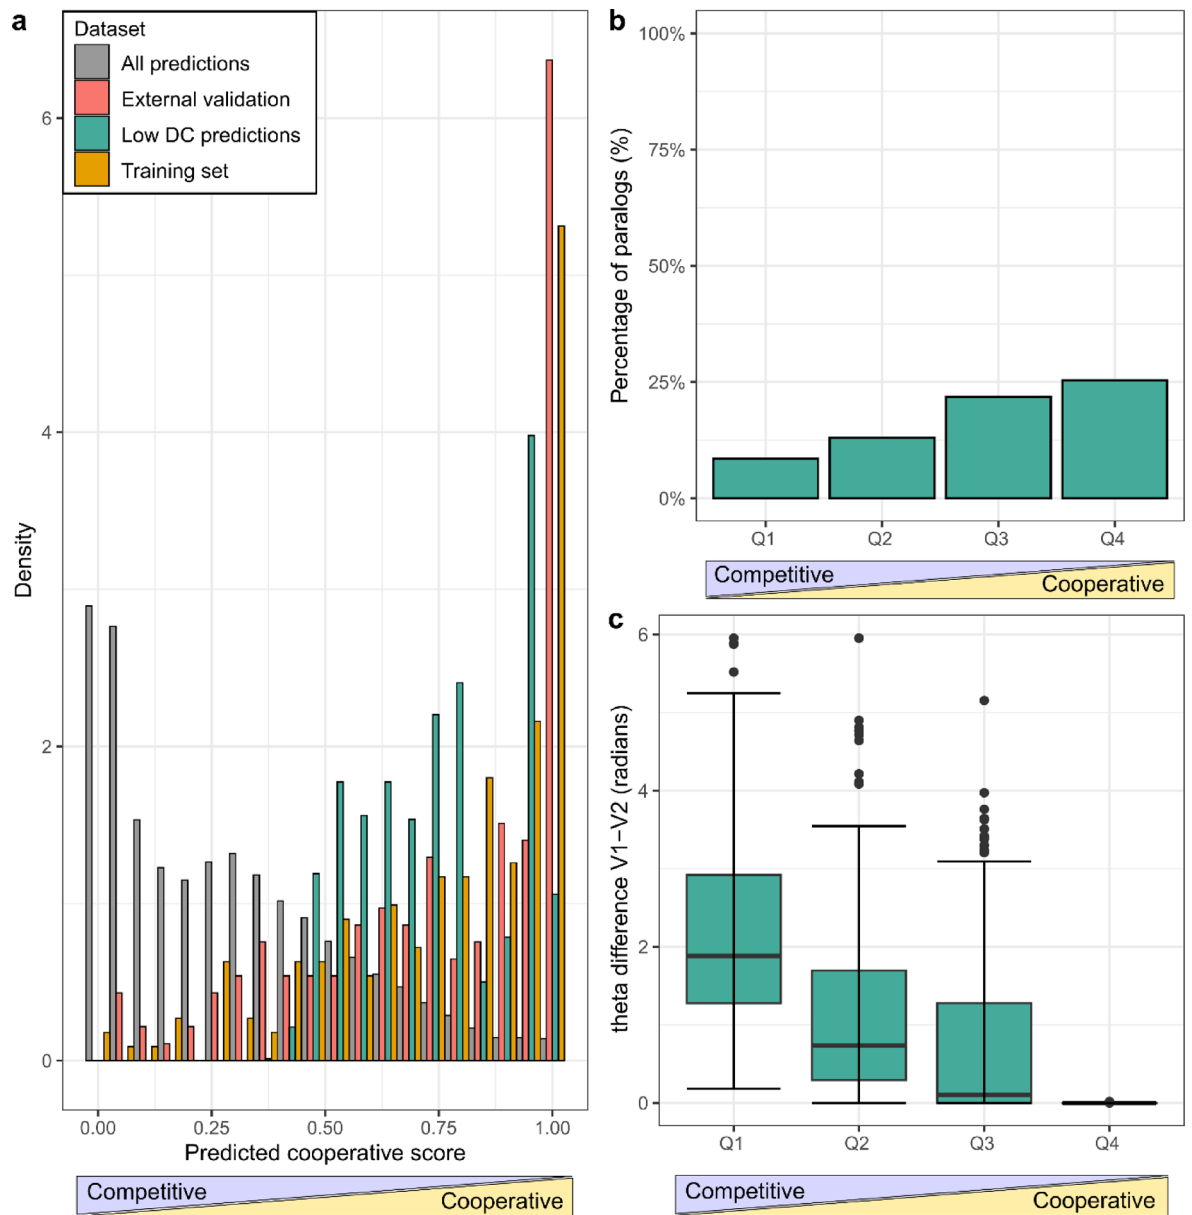 a
Dataset
All predictions
External validation
Low DC predictions
Training set
6
4
2
0
Density
0.00 0.25 0.50 0.75 1.00
Predicted cooperative score
Competitive
Cooperative
b
100%
75%
50%
25%
0%
Percentage of paralogs (%)
Q1 Q2 Q3 Q4
Competitive
Cooperative
c
6
4
2
0
theta difference V1−V2 (radians)
Q1 Q2 Q3 Q4
Competitive
Cooperative